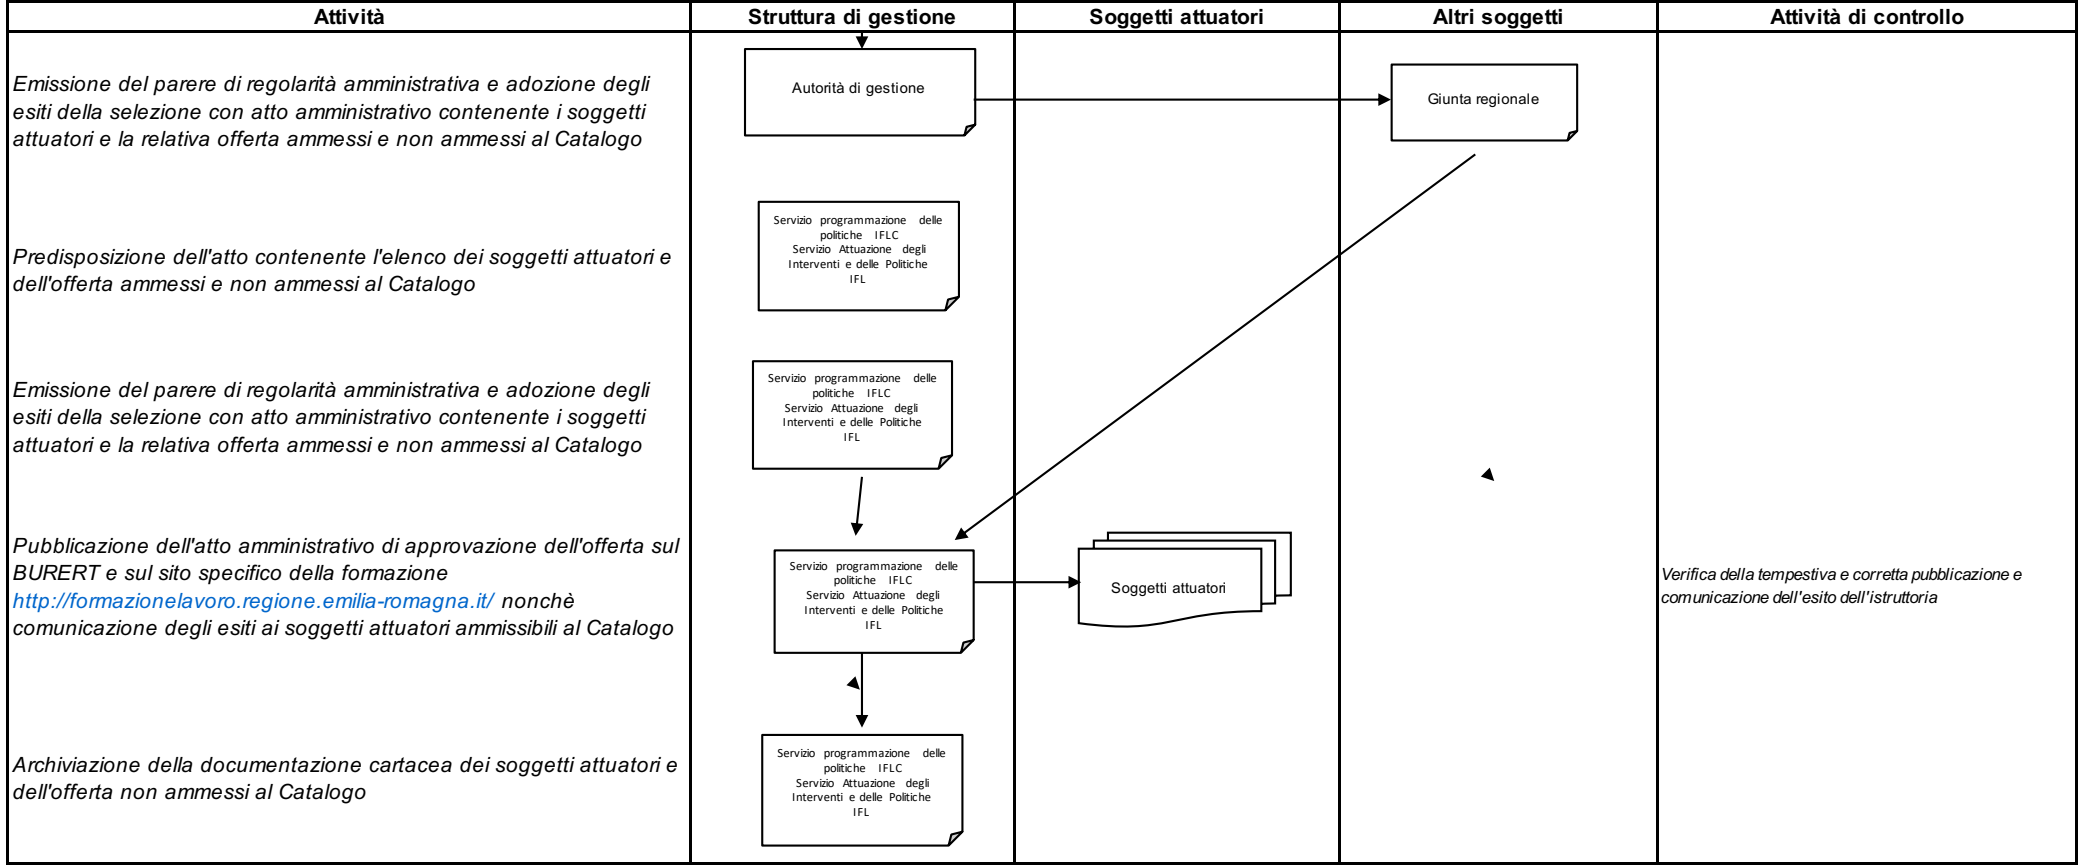 Attività
Struttura di gestione
Soggetti attuatori
Altri soggetti
Attività di controllo
Emissione del parere di regolarità amministrativa e adozione degli
esiti della selezione con atto amministrativo contenente i soggetti
attuatori e la relativa offerta ammessi e non ammessi al Catalogo
Autorità di gestione
Giunta regionale
Predisposizione dell'atto contenente l'elenco dei soggetti attuatori e
dell'offerta ammessi e non ammessi al Catalogo
Servizio programmazione delle
politiche IFLC
Servizio Attuazione degli
Interventi e delle Politiche
IFL
Emissione del parere di regolarità amministrativa e adozione degli
esiti della selezione con atto amministrativo contenente i soggetti
attuatori e la relativa offerta ammessi e non ammessi al Catalogo
Servizio programmazione delle
politiche IFLC
Servizio Attuazione degli
Interventi e delle Politiche
IFL
Pubblicazione dell'atto amministrativo di approvazione dell'offerta sul
BURERT e sul sito specifico della formazione
http://formazionelavoro.regione.emilia-romagna.it/ nonchè
comunicazione degli esiti ai soggetti attuatori ammissibili al Catalogo
Servizio programmazione delle
politiche IFLC
Servizio Attuazione degli
Interventi e delle Politiche
IFL
Soggetti attuatori
Verifica della tempestiva e corretta pubblicazione e
comunicazione dell'esito dell'istruttoria
Archiviazione della documentazione cartacea dei soggetti attuatori e
dell'offerta non ammessi al Catalogo
Servizio programmazione delle
politiche IFLC
Servizio Attuazione degli
Interventi e delle Politiche
IFL